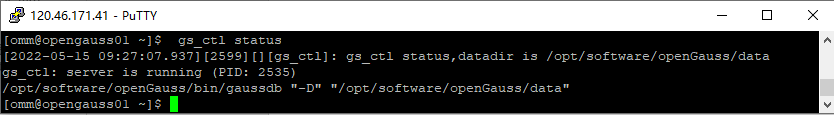 120.46.171.41 - PuTTY
[omm@opengauss01 ~]$  gs_ctl status
[2022-05-15 09:27:07.937][2599][][gs_ctl]: gs_ctl status,datadir is /opt/software/openGauss/data
gs_ctl: server is running (PID: 2535)
/opt/software/openGauss/bin/gaussdb "-D" "/opt/software/openGauss/data"
[omm@opengauss01 ~]$